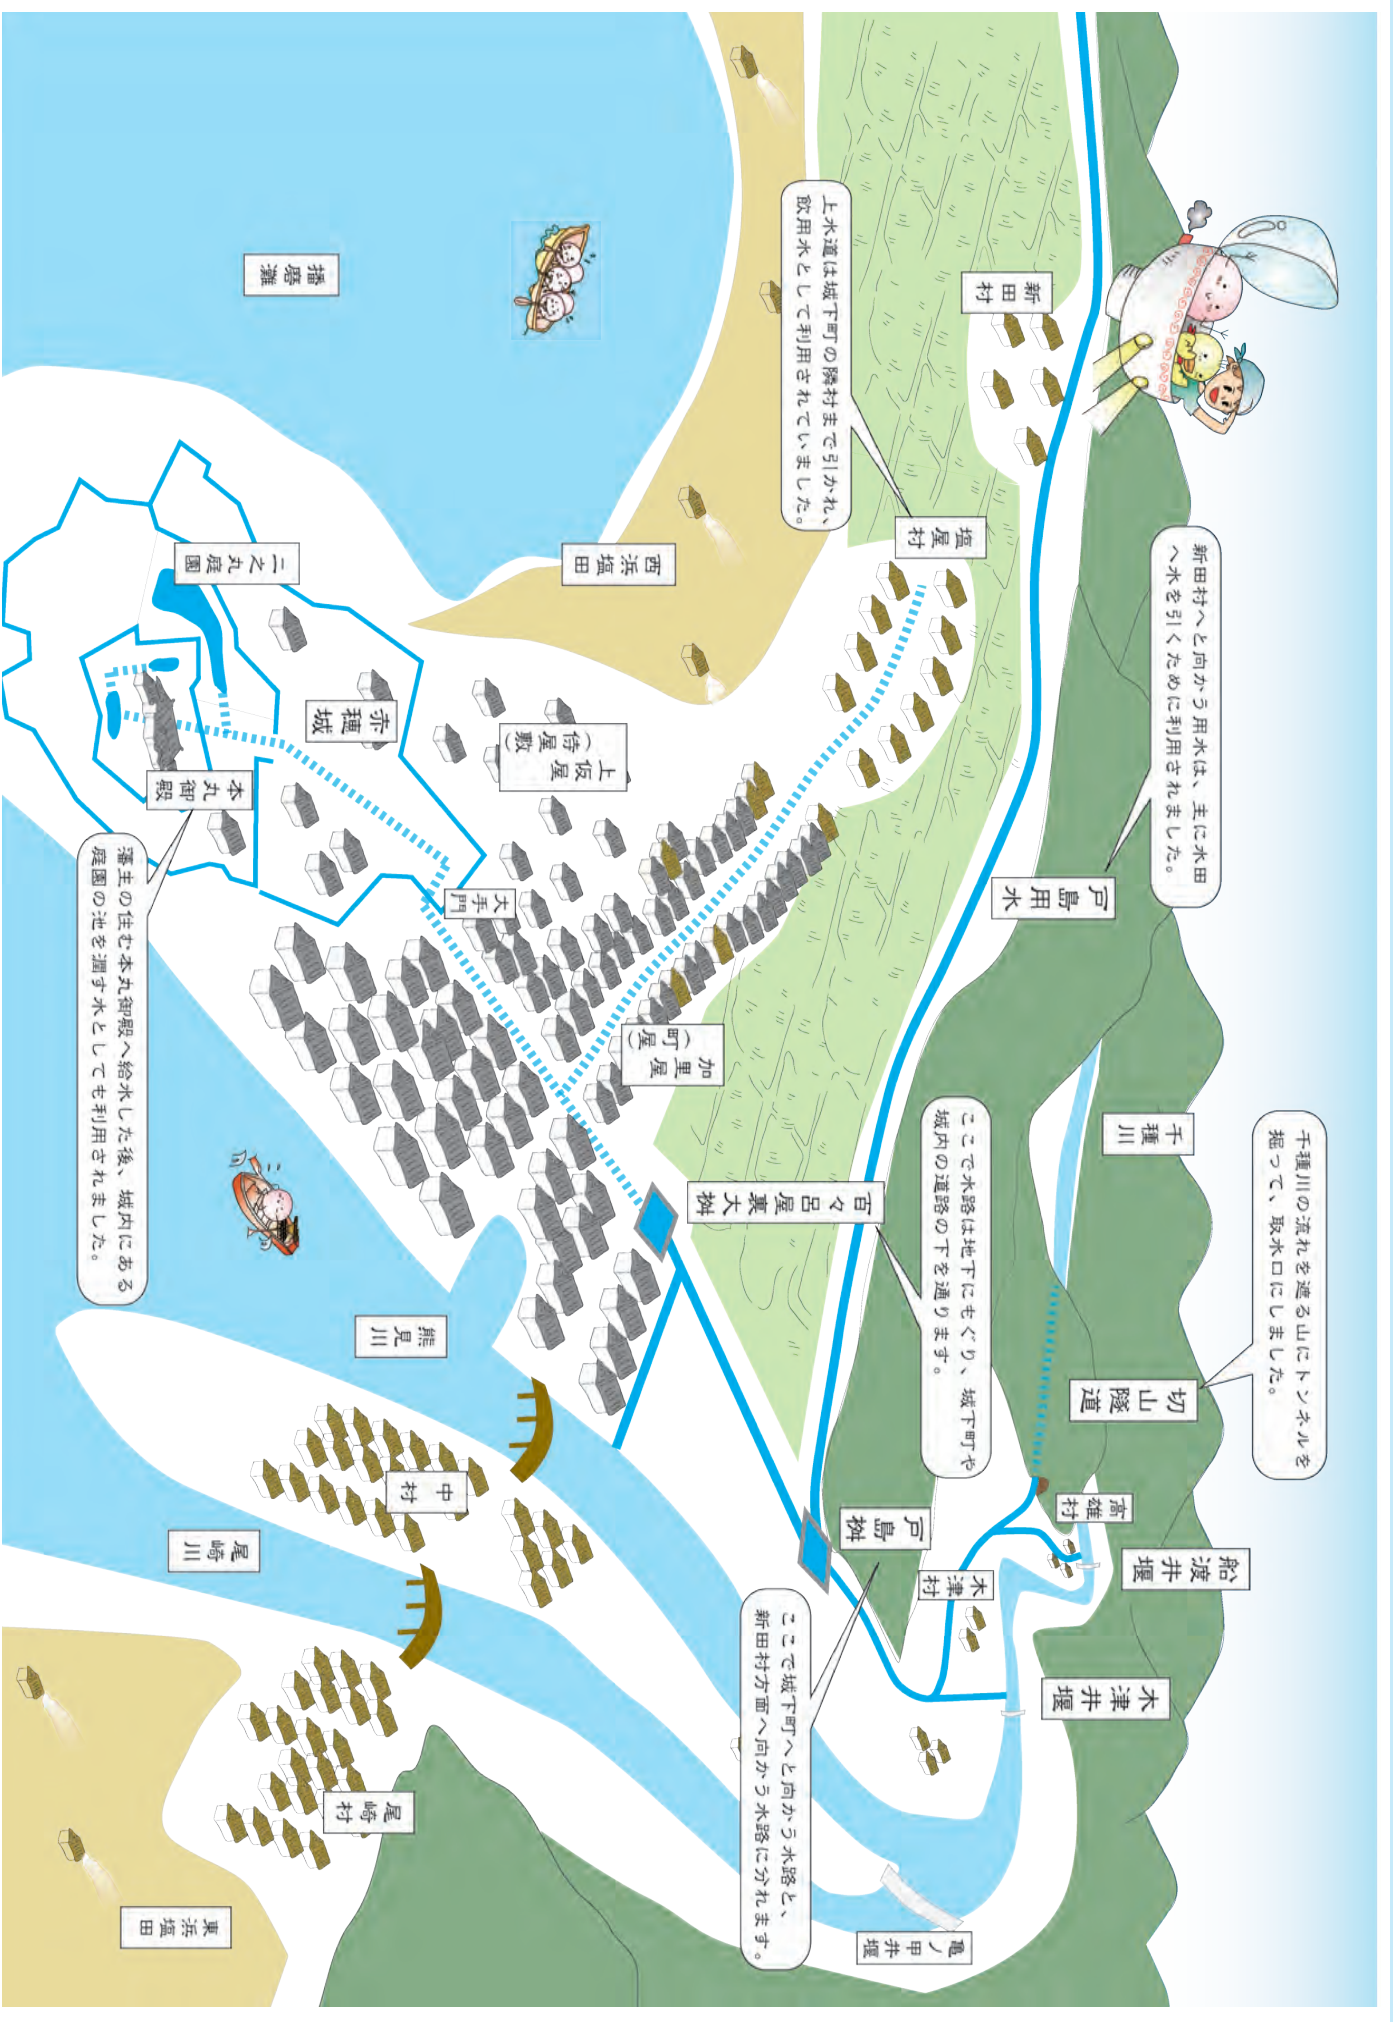 千種川の流れを遮る山にトンネルを
掘って、取水口にしました。
新田村へと向かう用水は、主に水田
へ水を引くために利用されました。
上水道は城下町の隣村まで引かれ、
飲用水として利用されていました。
ここで水路は地下にもぐり、城下町や
城内の道路の下を通ります。
ここで城下町へと向かう水路と、
新田村方面へ向かう水路に分れます。
藩主の住む本丸御殿へ給水した後、城内にある
庭園の池を潤す水としても利用されました。
新田
村
塩屋
村
戸島用
水
千種
川
切山隧
道
高雄
村
船渡井
堰
木津井
堰
木津
村
戸島
桝
百々呂屋裏大
桝
亀ノ甲井
堰
加里屋
（町屋）
上仮屋
（侍屋
敷）
大手
門
赤穂
城
二之丸庭
園
本丸御
殿
西浜塩
田
播磨
灘
熊見
川
中
村
尾崎
川
尾崎
村
東浜塩
田